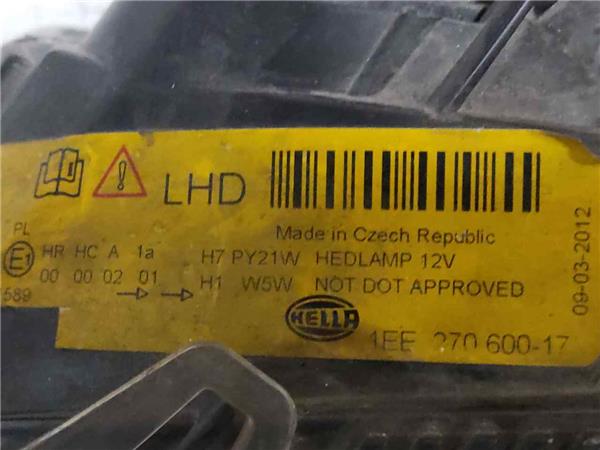 LHD
Made in Czech Republic
PL
E1 HR HC A 1a H7 PY21W HEDLAMP 12V
00 00 02 01 H1 W5W NOT DOT APPROVED
589
HELLA
1EE 270 600-17
09-03-2012